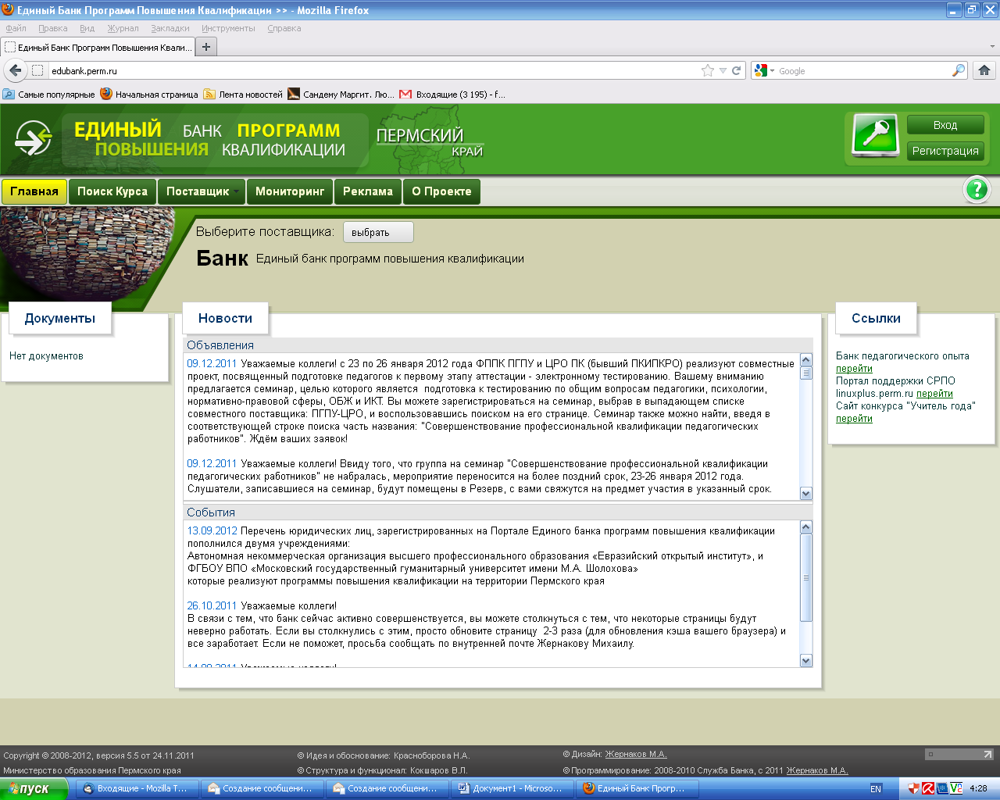 Единый Банк Программ Повышения Квалификации >> - Mozilla Firefox
Файл Правка Вид Журнал Закладки Инструменты Справка
Единый Банк Программ Повышения Квали...
edubank.perm.ru
Google
Самые популярные Начальная страница Лента новостей Сандему Маргит. Лю... Входящие (3 195) - f...
ЕДИНЫЙ БАНК ПРОГРАММ
ПОВЫШЕНИЯ КВАЛИФИКАЦИИ
ПЕРМСКИЙ
КРАЙ
Вход
Регистрация
Главная Поиск Курса Поставщик Мониторинг Реклама О Проекте
?
Выберите поставщика: выбрать
Банк Единый банк программ повышения квалификации
Документы
Нет документов
Новости
Объявления
09.12.2011 Уважаемые коллеги! с 23 по 26 января 2012 года ФППК ПГПУ и ЦРО ПК (бывший ПКИПКРО) реализуют совместные
проект, посвященный подготовке педагогов к первому этапу аттестации - электронному тестированию. Вашему вниманию
предлагается семинар, целью которого является подготовка к тестированию по общим вопросам педагогики, психологии,
нормативно-правовой сферы, ОБЖ и ИКТ. Вы можете зарегистрироваться на семинар, выбрав в выпадающем списке
совместного поставщика: ПГПУ-ЦРО, и воспользовавшись поиском на его странице. Семинар также можно найти, введя в
соответствующей строке поиска часть названия: "Совершенствование профессиональной квалификации педагогических
работников". Ждём ваших заявок!
09.12.2011 Уважаемые коллеги! Ввиду того, что группа на семинар "Совершенствование профессиональной квалификации
педагогических работников" не набралась, мероприятие переносится на более поздний срок, 23-26 января 2012 года.
Слушатели, записавшиеся на семинар, будут помещены в Резерв, с вами свяжутся на предмет участия в указанный срок.
События
13.09.2012 Перечень юридических лиц, зарегистрированных на Портале Единого банка программ повышения квалификации
пополнился двумя учреждениями:
Автономная некоммерческая организация высшего профессионального образования «Евразийский открытый институт», и
ФГБОУ ВПО «Московский государственный гуманитарный университет имени М.А. Шолохова»
которые реализуют программы повышения квалификации на территории Пермского края
26.10.2011 Уважаемые коллеги!
В связи с тем, что банк сейчас активно совершенствуется, вы можете столкнуться с тем, что некоторые страницы будут
неверно работать. Если вы столкнулись с этим, просто обновите страницу 2-3 раза (для обновления кэша вашего браузера) и
все заработает. Если не поможет, просьба сообщать по внутренней почте Жернакову Михаилу.
Уважаемые коллеги!
Ссылки
Банк педагогического опыта
перейти
Портал поддержки СРПО
linuxplus.perm.ru перейти
Сайт конкурса "Учитель года"
перейти
Copyright © 2008-2012, версия 5.5 от 24.11.2011
Министерство образования Пермского края
© Идея и обоснование: Красноборова Н.А.
© Структура и функционал: Кокшаров В.Л.
© Дизайн: Жернаков М.А.
© Программирование: 2008-2010 Служба Банка, с 2011 Жернаков М.А.
пуск
Входящие - Mozilla T...
Создание сообщени...
Создание сообщени...
Документ1 - Microso...
Единый Банк Прогр...
EN
4:28